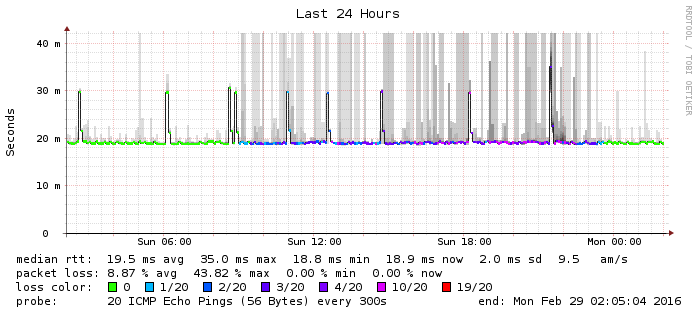 Last 24 Hours
RRDTOOL / TOBI OETIKER
Seconds
40 m
30 m
20 m
10 m
0
Sun 06:00 Sun 12:00 Sun 18:00 Mon 00:00
median rtt: 19.5 ms avg 35.0 ms max 18.8 ms min 18.9 ms now 2.0 ms sd 9.5 am/s
packet loss: 8.87 % avg 43.82 % max 0.00 % min 0.00 % now
loss color: 0 1/20 2/20 3/20 4/20 10/20 19/20
probe: 20 ICMP Echo Pings (56 Bytes) every 300s end: Mon Feb 29 02:05:04 2016